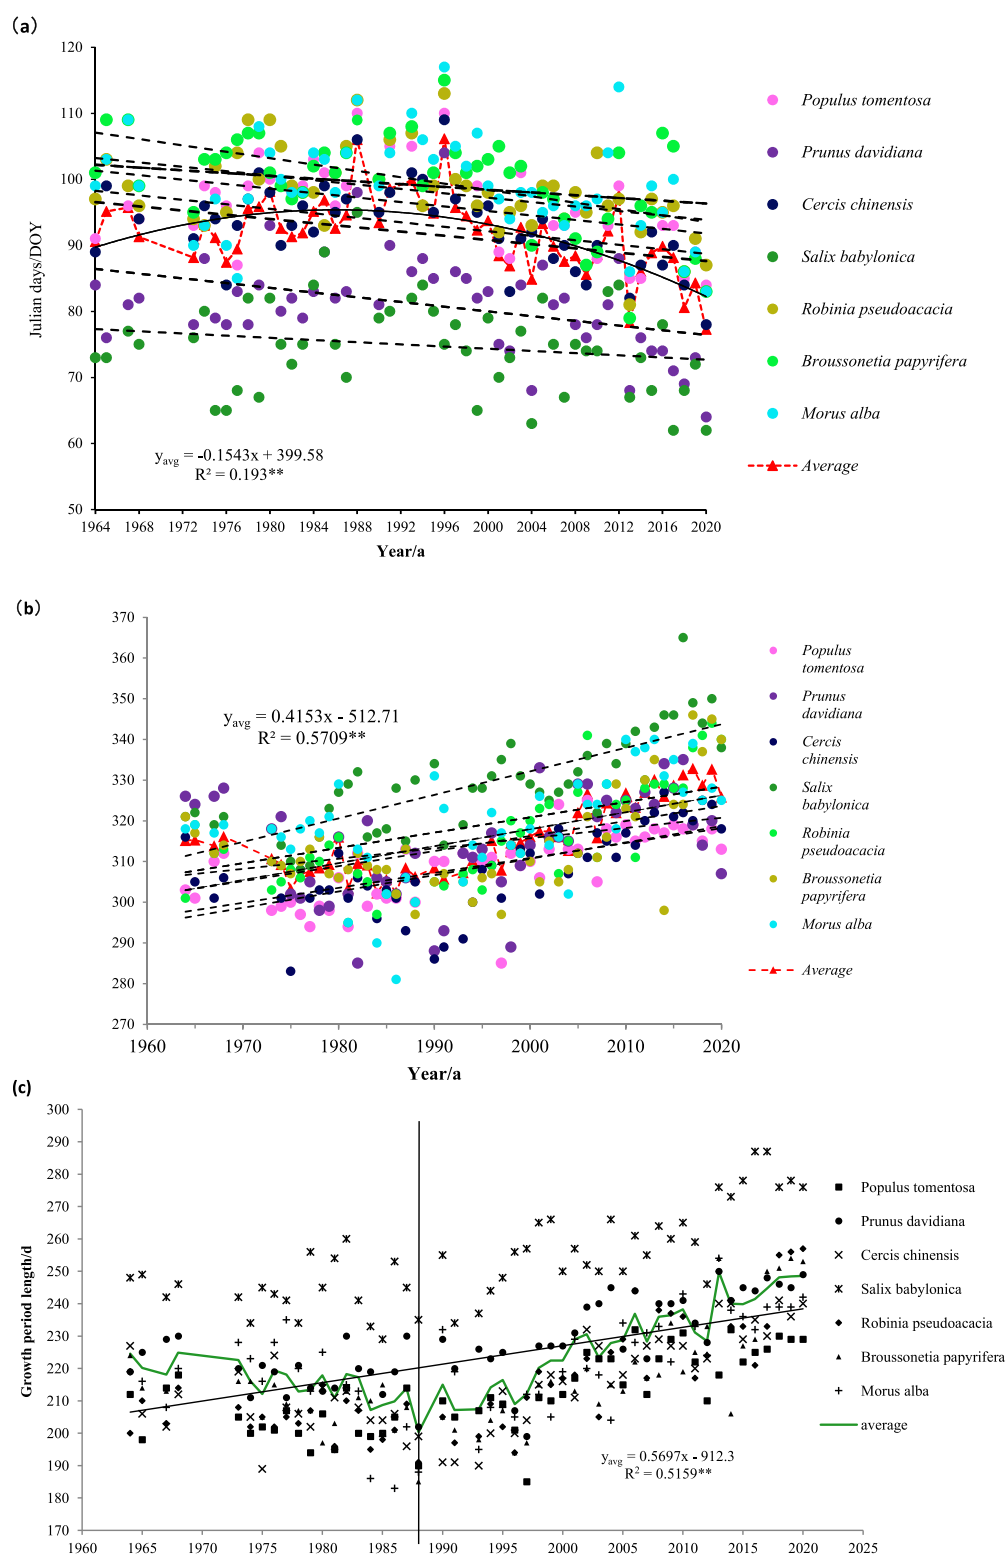 (a)
120
110
100
90
80
70
60
50
Julian days/DOY
1964 1968 1972 1976 1980 1984 1988 1992 1996 2000 2004 2008 2012 2016 2020
Year/a
yavg = -0.1543x + 399.58
R² = 0.193**
Populus tomentosa
Prunus davidiana
Cercis chinensis
Salix babylonica
Robinia pseudoacacia
Broussonetia papyrifera
Morus alba
Average
(b)
370
360
350
340
330
320
310
300
290
280
270
1960 1970 1980 1990 2000 2010 2020
Year/a
yavg = 0.4153x - 512.71
R² = 0.5709**
Populus
tomentosa
Prunus
davidiana
Cercis
chinensis
Salix
babylonica
Robinia
pseudoacacia
Broussonetia
papyrifera
Morus alba
Average
(c)
300
290
280
270
260
250
240
230
220
210
200
190
180
170
Growth period length/d
1960 1965 1970 1975 1980 1985 1990 1995 2000 2005 2010 2015 2020 2025
yavg = 0.5697x - 912.3
R² = 0.5159**
Populus tomentosa
Prunus davidiana
Cercis chinensis
Salix babylonica
Robinia pseudoacacia
Broussonetia papyrifera
Morus alba
average